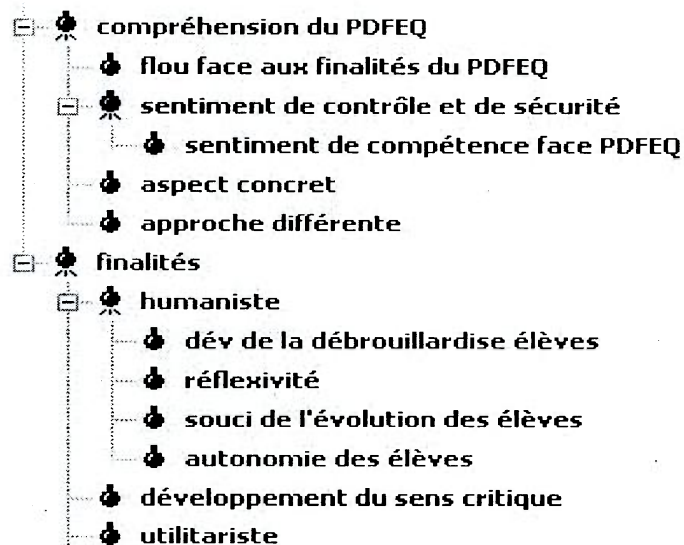 compréhension du PDFEQ
flou face aux finalités du PDFEQ
sentiment de contrôle et de sécurité
sentiment de compétence face PDFEQ
aspect concret
approche différente
finalités
humaniste
dév de la débrouillardise élèves
réflexivité
souci de l'évolution des élèves
autonomie des élèves
développement du sens critique
utilitariste